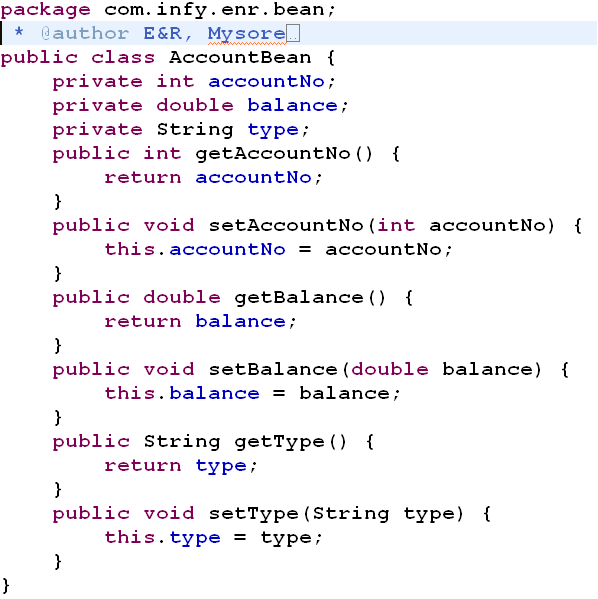 package com.infy.enr.bean;
* @author E&R, Mysore
public class AccountBean {
private int accountNo;
private double balance;
private String type;
public int getAccountNo() {
return accountNo;
}
public void setAccountNo(int accountNo) {
this.accountNo = accountNo;
}
public double getBalance() {
return balance;
}
public void setBalance(double balance) {
this.balance = balance;
}
public String getType() {
return type;
}
public void setType(String type) {
this.type = type;
}
}